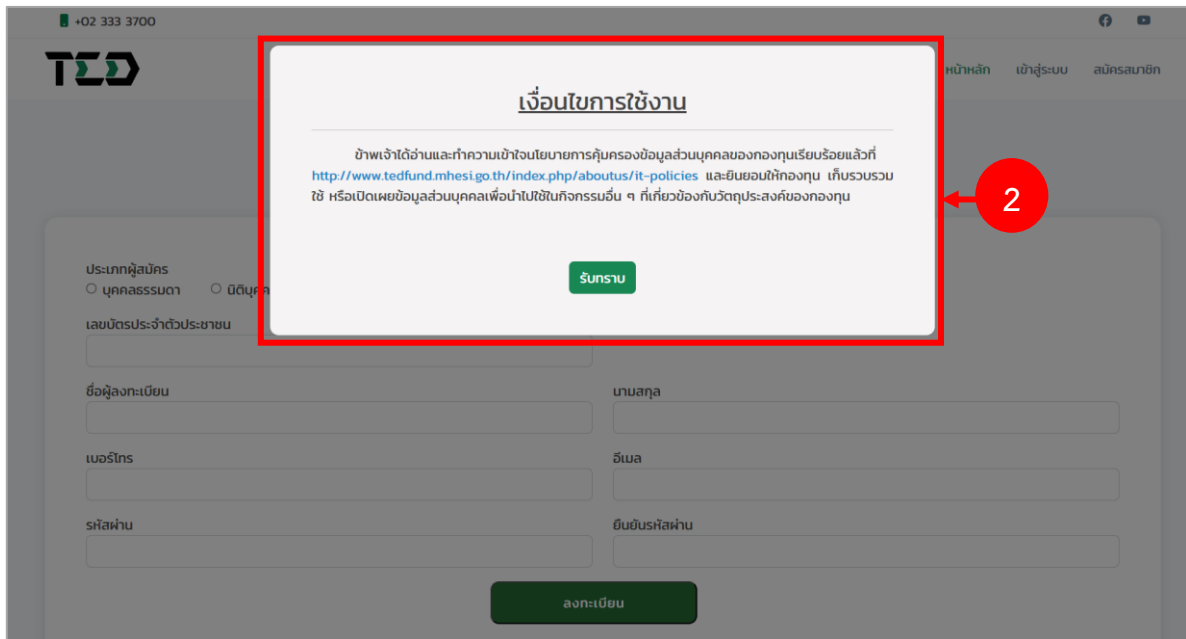 +02 333 3700
TED
หน้าหลัก เข้าสู่ระบบ สมัครสมาชิก
เงื่อนไขการใช้งาน
ข้าพเจ้าได้อ่านและทำความเข้าใจนโยบายการคุ้มครองข้อมูลส่วนบุคคลของกองทุนเรียบร้อยแล้วที่
http://www.tedfund.mhesi.go.th/index.php/aboutus/it-policies และยินยอมให้กองทุน เก็บรวบรวม
ใช้ หรือเปิดเผยข้อมูลส่วนบุคคลเพื่อนำไปใช้ในกิจกรรมอื่น ๆ ที่เกี่ยวข้องกับวัตถุประสงค์ของกองทุน
2
รับทราบ
ประเภทผู้สมัคร
บุคคลธรรมดา นิติบุคค
เลขบัตรประจำตัวประชาชน
ชื่อผู้ลงทะเบียน นามสกุล
เบอร์โทร อีเมล
รหัสผ่าน ยืนยันรหัสผ่าน
ลงทะเบียน